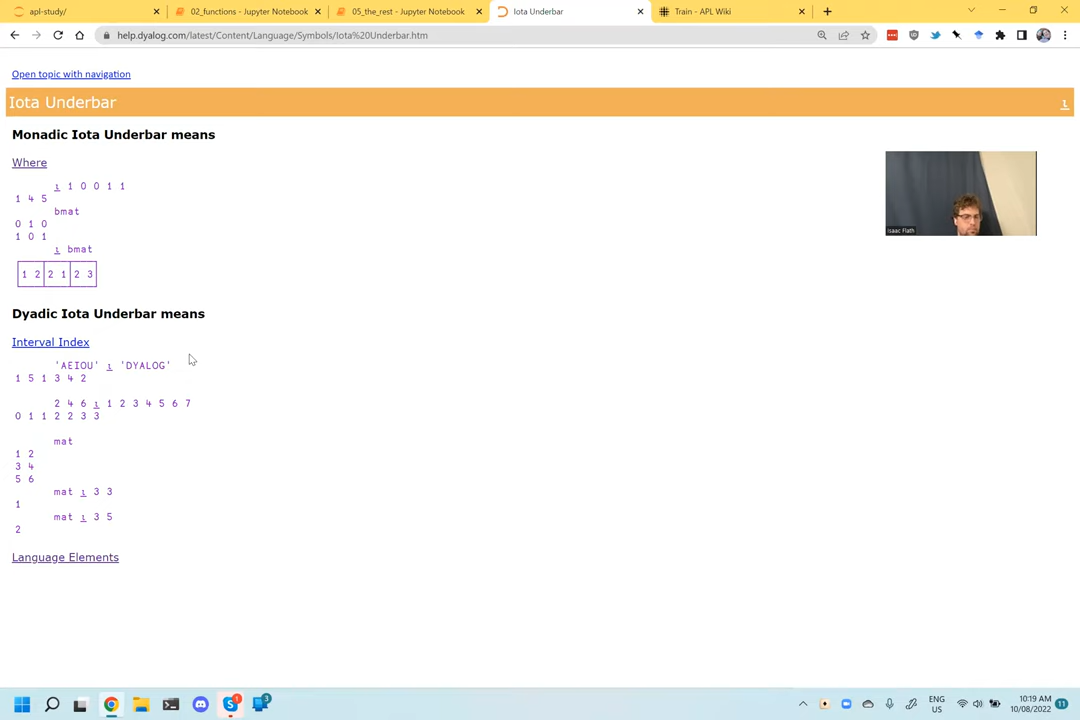 apl-study/
02_functions - Jupyter Notebook
05_the_rest - Jupyter Notebook
Iota Underbar
Train - APL Wiki
help.dyalog.com/latest/Content/Language/Symbols/Iota%20Underbar.htm
Open topic with navigation
Iota Underbar ⍸
Monadic Iota Underbar means
Where
⍸ 1 0 0 1 1
1 4 5
bmat
0 1 0
1 0 1
⍸ bmat
1 2 2 1 2 3
Isaac Flath
Dyadic Iota Underbar means
Interval Index
'AEIOU' ⍸ 'DYALOG'
1 5 1 3 4 2
2 4 6 ⍸ 1 2 3 4 5 6 7
0 1 1 2 2 3 3
mat
1 2
3 4
5 6
mat ⍸ 3 3
1
mat ⍸ 3 5
2
Language Elements
1
3
ENG
US
10:19 AM
10/08/2022
11